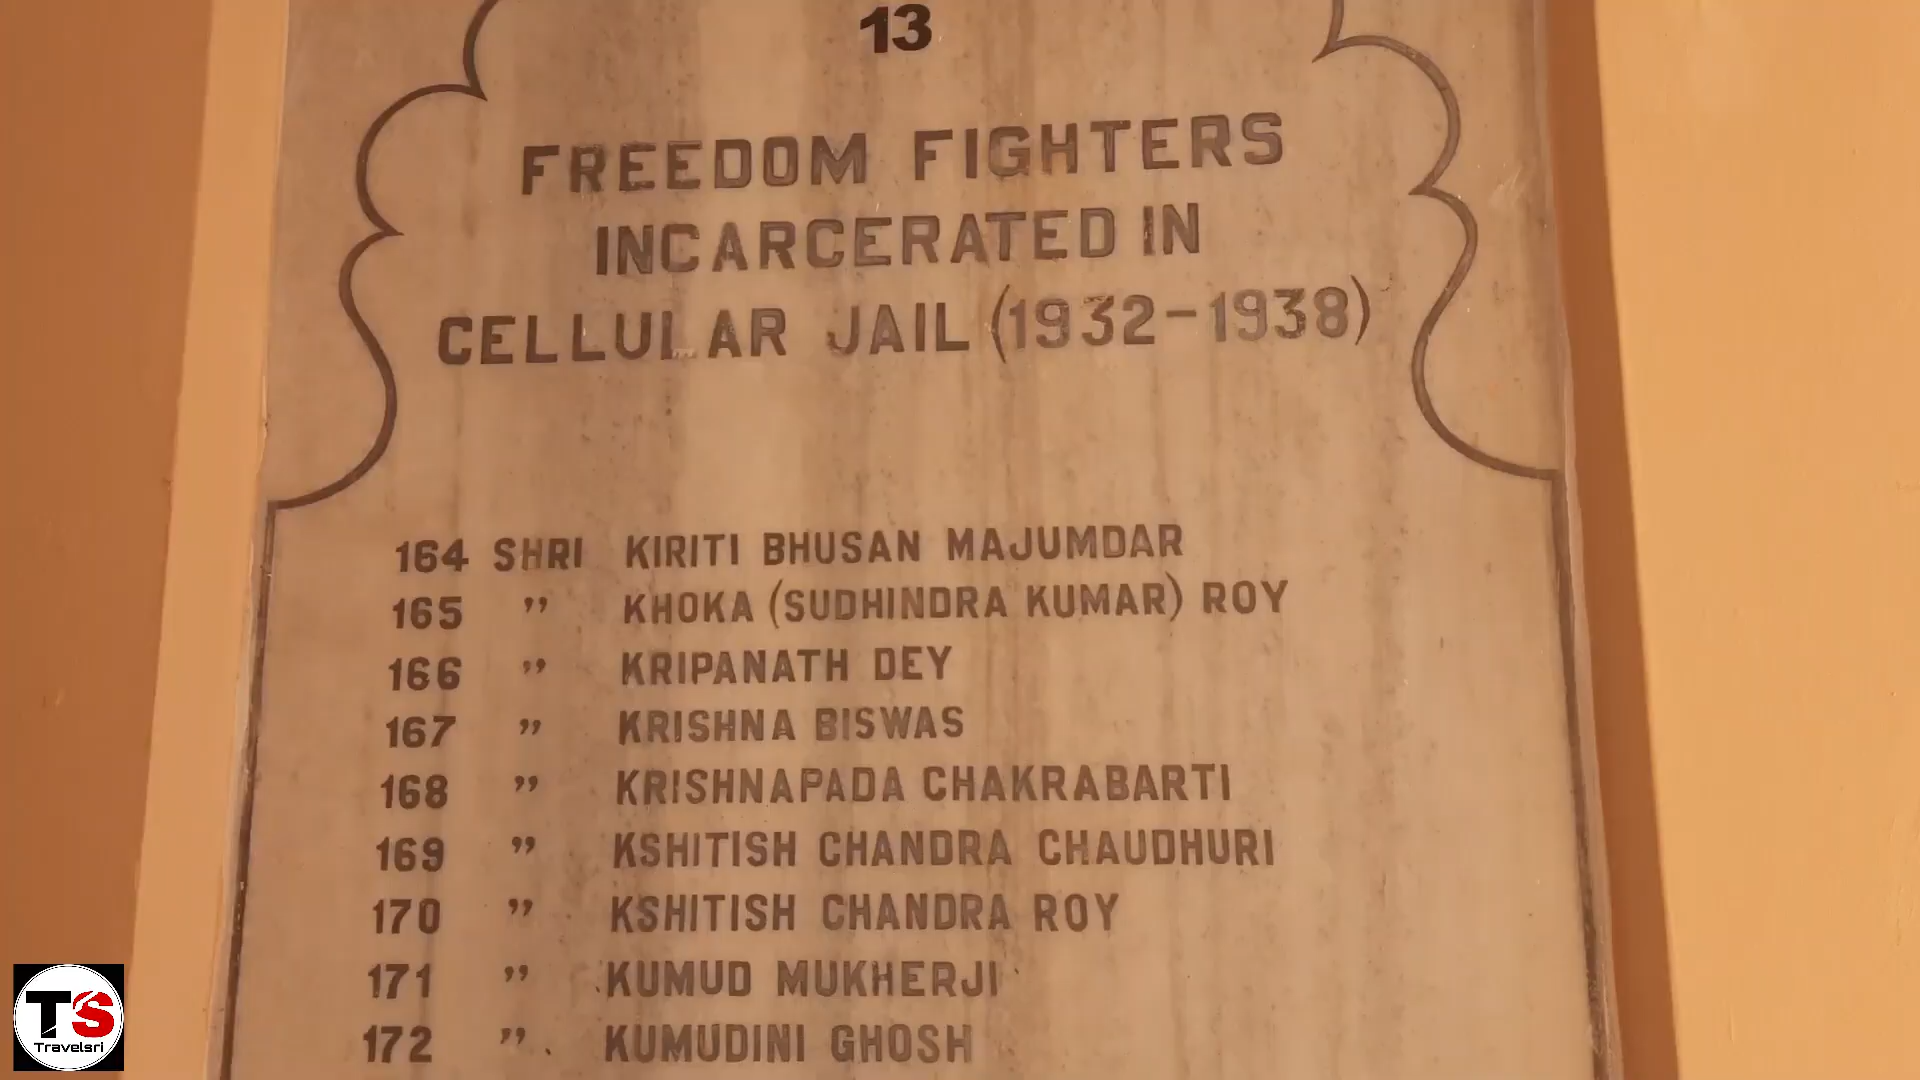 13
FREEDOM FIGHTERS
INCARCERATED IN
CELLULAR JAIL (1932-1938)
164 SHRI KIRITI BHUSAN MAJUMDAR
165 " KHOKA (SUDHINDRA KUMAR) ROY
166 " KRIPANATH DEY
167 " KRISHNA BISWAS
168 " KRISHNAPADA CHAKRABARTI
169 " KSHITISH CHANDRA CHAUDHURI
170 " KSHITISH CHANDRA ROY
171 " KUMUD MUKHERJI
172 " KUMUDINI GHOSH
TS
Travelsri